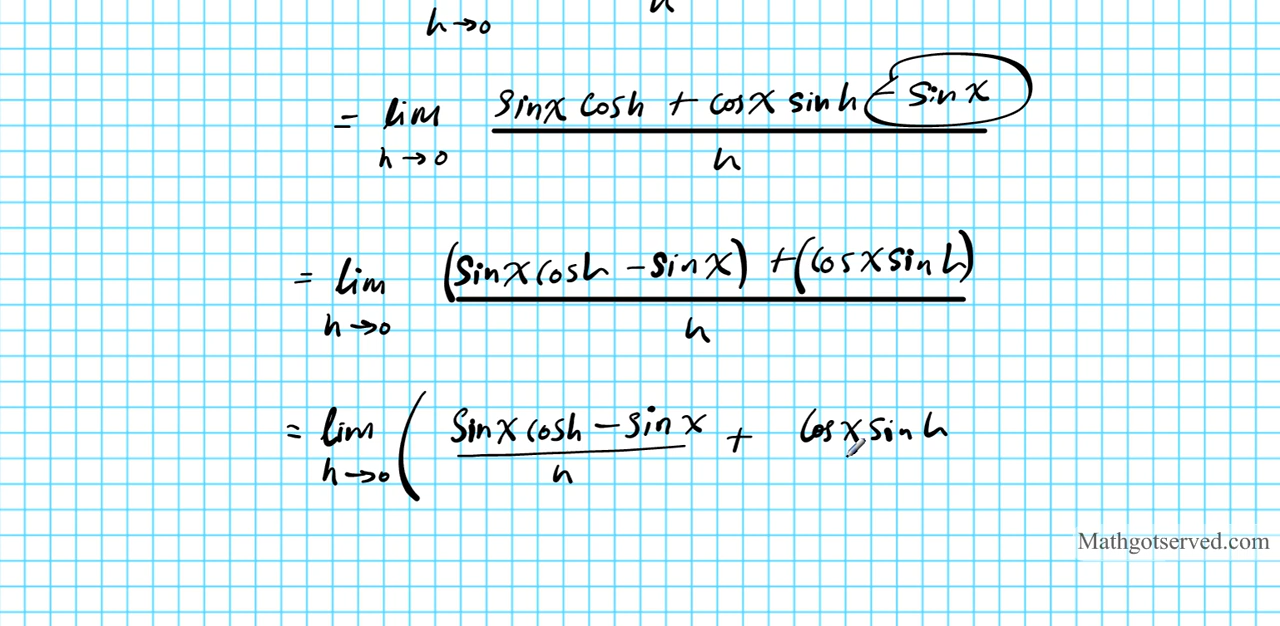 h
h→0
= lim sinx cosh + cosx sinh - sinx
h→0 h
= lim (sinx cosh - sinx) + (cosx sinh)
h→0 h
= lim ( sinx cosh - sinx + cosx sinh
h→0 h
Mathgotserved.com